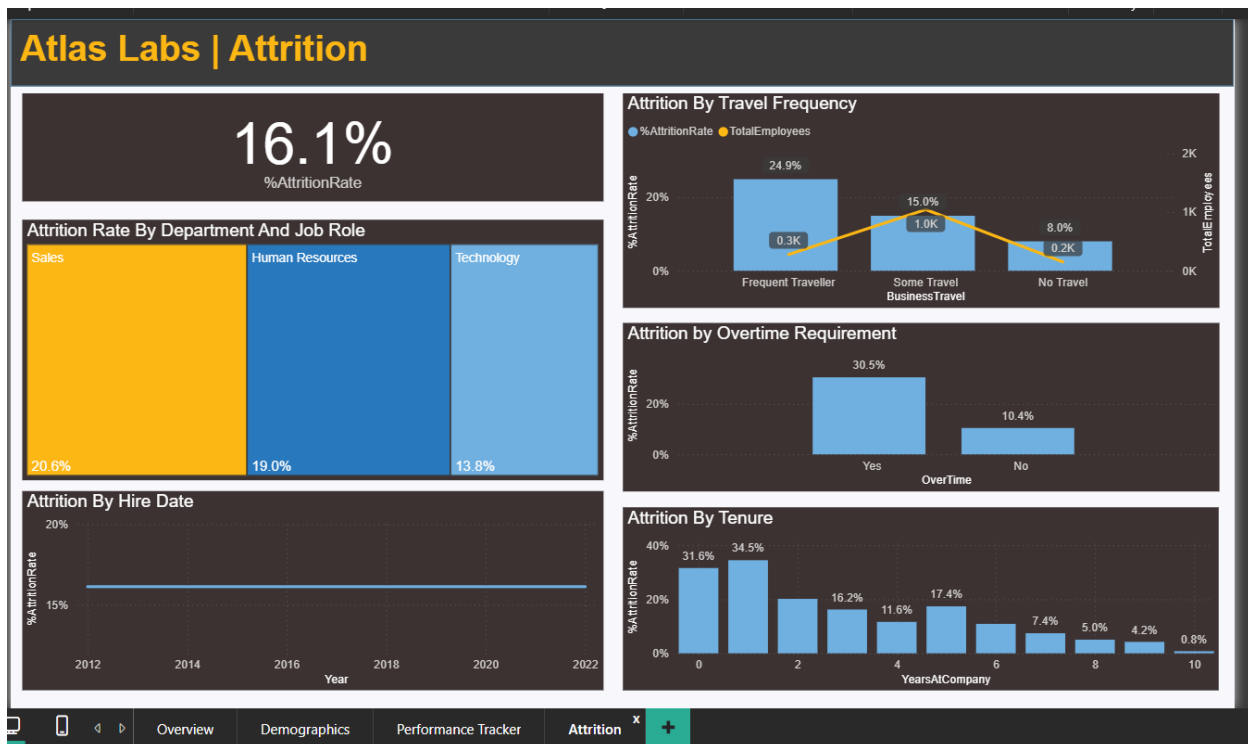 Atlas Labs | Attrition
16.1%
%AttritionRate
Attrition Rate By Department And Job Role
Sales
Human Resources
Technology
20.6%
19.0%
13.8%
Attrition By Hire Date
%AttritionRate
20%
15%
2012 2014 2016 2018 2020 2022
Year
Attrition By Travel Frequency
%AttritionRate TotalEmployees
%AttritionRate
20%
0%
24.9%
15.0%
8.0%
0.3K
1.0K
0.2K
2K
1K
0K
TotalEmployees
Frequent Traveller Some Travel No Travel
BusinessTravel
Attrition by Overtime Requirement
%AttritionRate
20%
0%
30.5%
10.4%
Yes No
OverTime
Attrition By Tenure
%AttritionRate
40%
20%
0%
31.6% 34.5% 16.2% 11.6% 17.4% 7.4% 5.0% 4.2% 0.8%
0 2 4 6 8 10
YearsAtCompany
Overview Demographics Performance Tracker Attrition x +